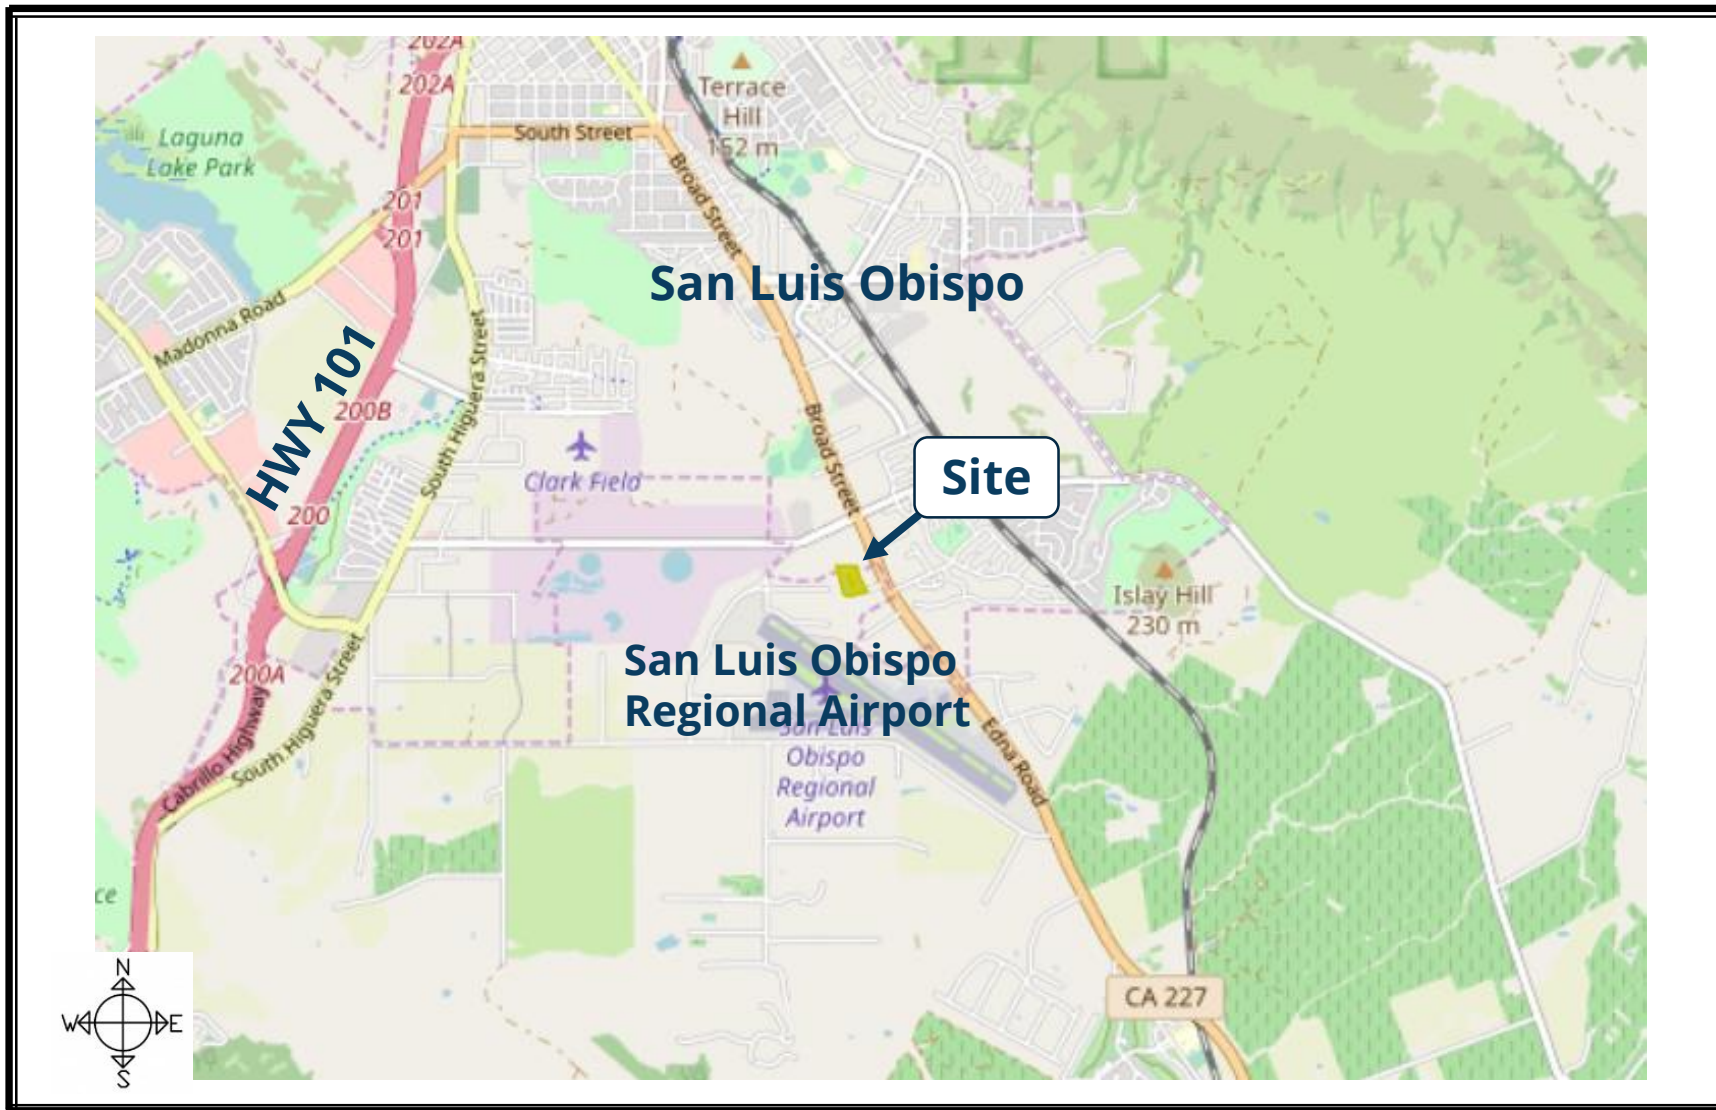 202A
202A
Terrace
Hill
152 m
Laguna
Lake Park
South Street
Broad Street
201
201
San Luis Obispo
Madonna Road
HWY 101
200B
South Higuera Street
Broad Street
Site
Clark Field
200
Islay Hill
230 m
200A
San Luis Obispo
Regional Airport
San Luis
Obispo
Regional
Airport
Edna Road
Cabrillo Highway
South Higuera Street
ce
CA 227
N
W
E
S